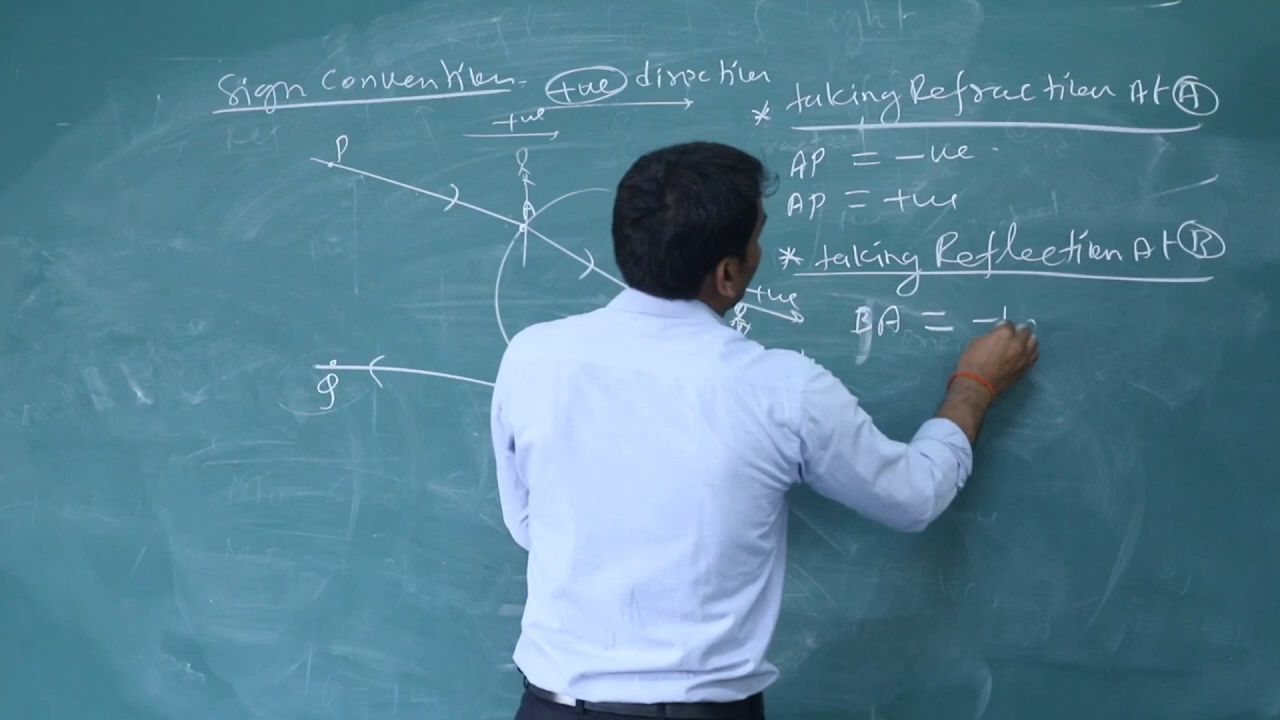 Sign Convention - +ve direction
+ve
P
A
+ve
Q
* taking Refraction At A
AP = -ve
AP = +ve
* taking Reflection At B
BA = -